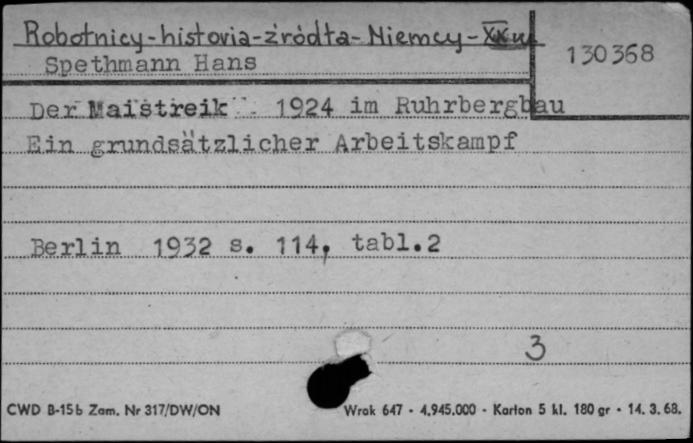 Robotnicy-historia-źródła-Niemcy-XX w.
130368
Spethmann Hans
Der Maistreik 1924 im Ruhrbergbau
Ein grundsätzlicher Arbeitskampf
Berlin 1932 s. 114, tabl.2
3
CWD B-15b Zam. Nr 317/DW/ON
Wrak 647 - 4.945.000 - Karton 5 kl. 180 gr - 14. 3. 68.